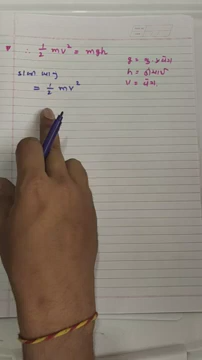 ∴ ½ mv² = mgh
g = ગુ. પ્રવેગ
h = ઊંચાઈ
v = વેગ
= ½ mv²